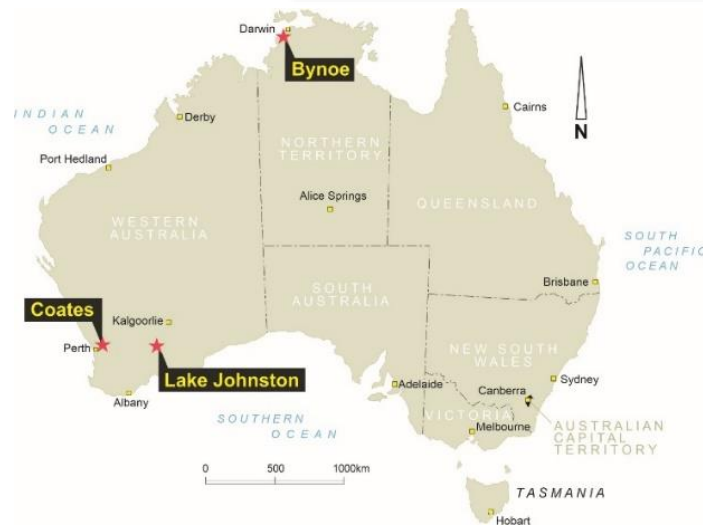 Darwin
Bynoe
INDIAN
OCEAN
Derby
Cairns
N
Port Hedland
NORTHERN
TERRITORY
Alice Springs
QUEENSLAND
WESTERN
AUSTRALIA
SOUTH
PACIFIC
OCEAN
SOUTH
AUSTRALIA
Brisbane
Coates
Kalgoorlie
Perth
Lake Johnston
NEW SOUTH
WALES
Albany
Adelaide
Canberra
Sydney
SOUTHERN
OCEAN
VICTORIA
Melbourne
AUSTRALIAN
CAPITAL
TERRITORY
0 500 1000km
TASMANIA
Hobart